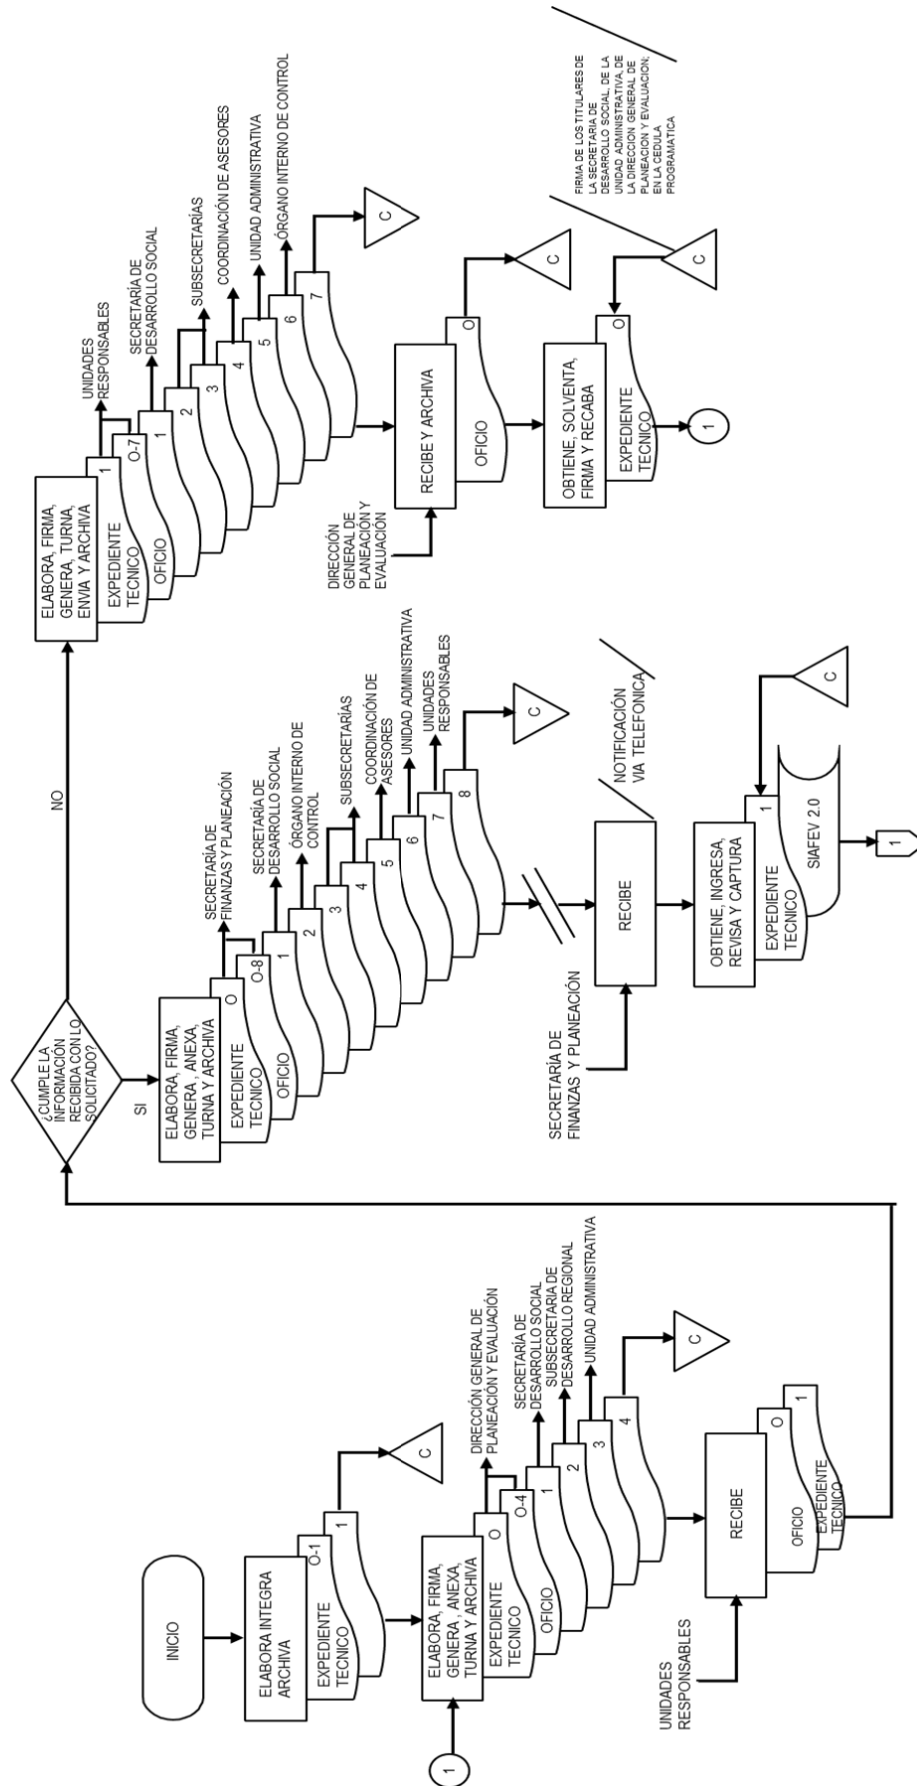 INICIO
ELABORA INTEGRA
ARCHIVA
O-1
EXPEDIENTE
TECNICO
1
C
1
ELABORA, FIRMA,
GENERA , ANEXA,
TURNA Y ARCHIVA
O
EXPEDIENTE
TECNICO
O-4
OFICIO
1
2
3
4
DIRECCIÓN GENERAL DE
PLANEACIÓN Y EVALUACIÓN
SECRETARÍA DE
DESARROLLO SOCIAL
SUBSECRETARIA DE
DESARROLLO REGIONAL
UNIDAD ADMINISTRATIVA
C
UNIDADES
RESPONSABLES
RECIBE
O
OFICIO
1
EXPEDIENTE
TECNICO
¿CUMPLE LA
INFORMACIÓN
RECIBIDA CON LO
SOLICITADO?
SI
NO
ELABORA, FIRMA,
GENERA , ANEXA,
TURNA Y ARCHIVA
O
EXPEDIENTE
TECNICO
O-8
OFICIO
1
2
3
4
5
6
7
8
SECRETARÍA DE
FINANZAS Y PLANEACIÓN
SECRETARÍA DE
DESARROLLO SOCIAL
ÓRGANO INTERNO DE
CONTROL
SUBSECRETARÍAS
COORDINACIÓN DE
ASESORES
UNIDAD ADMINISTRATIVA
UNIDADES
RESPONSABLES
C
SECRETARÍA DE
FINANZAS Y PLANEACIÓN
RECIBE
NOTIFICACIÓN
VIA TELEFONICA
OBTIENE, INGRESA,
REVISA Y CAPTURA
1
EXPEDIENTE
TECNICO
C
SIAFEV 2.0
1
ELABORA, FIRMA,
GENERA, TURNA,
ENVIA Y ARCHIVA
1
EXPEDIENTE
TECNICO
O-7
OFICIO
1
2
3
4
5
6
7
UNIDADES
RESPONSABLES
SECRETARÍA DE
DESARROLLO SOCIAL
SUBSECRETARÍAS
COORDINACIÓN DE ASESORES
UNIDAD ADMINISTRATIVA
ÓRGANO INTERNO DE CONTROL
C
DIRECCIÓN
GENERAL DE
PLANEACIÓN Y
EVALUACIÓN
RECIBE Y ARCHIVA
O
OFICIO
C
OBTIENE, SOLVENTA,
FIRMA Y RECABA
O
EXPEDIENTE
TECNICO
C
1
FIRMA DE LOS TITULARES DE
LA SECRETARIA DE
DESARROLLO SOCIAL, DE LA
UNIDAD ADMINISTRATIVA, DE
LA DIRECCION GENERAL DE
PLANEACION Y EVALUACION;
EN LA CEDULA
PROGRAMATICA